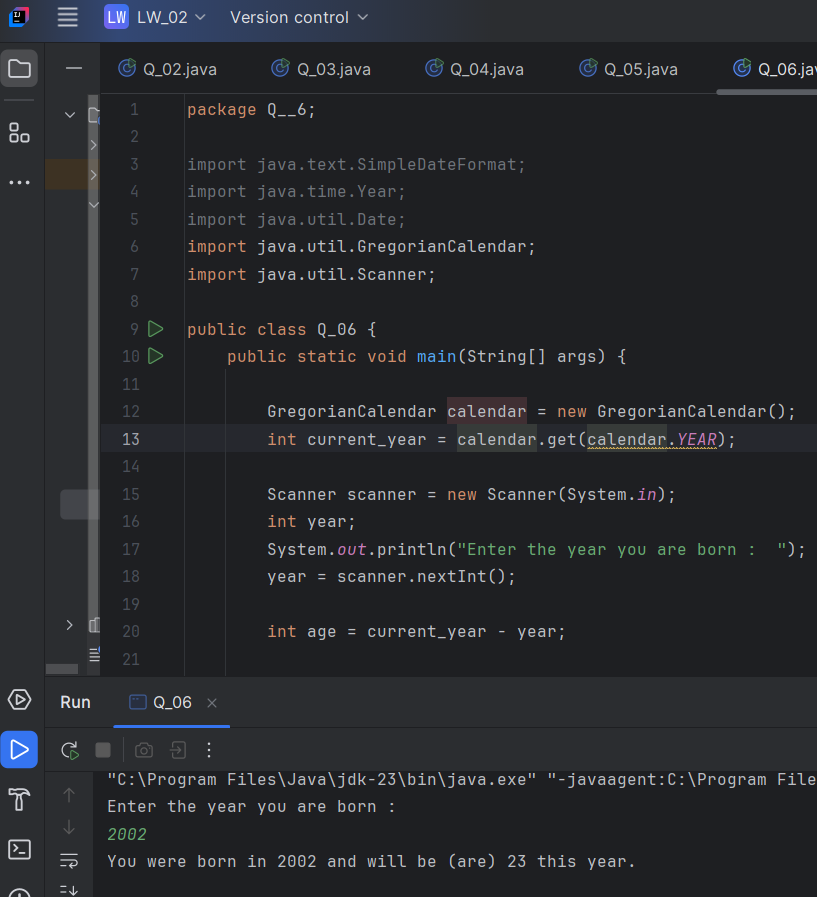 LW LW_02 Version control
Q_02.java Q_03.java Q_04.java Q_05.java Q_06.jav
1 package Q__6;
2
3 import java.text.SimpleDateFormat;
4 import java.time.Year;
5 import java.util.Date;
6 import java.util.GregorianCalendar;
7 import java.util.Scanner;
8
9 public class Q_06 {
10 public static void main(String[] args) {
11
12 GregorianCalendar calendar = new GregorianCalendar();
13 int current_year = calendar.get(calendar.YEAR);
14
15 Scanner scanner = new Scanner(System.in);
16 int year;
17 System.out.println("Enter the year you are born :  ");
18 year = scanner.nextInt();
19
20 int age = current_year - year;
21
Run Q_06
"C:\Program Files\Java\jdk-23\bin\java.exe" "-javaagent:C:\Program File
Enter the year you are born :
2002
You were born in 2002 and will be (are) 23 this year.